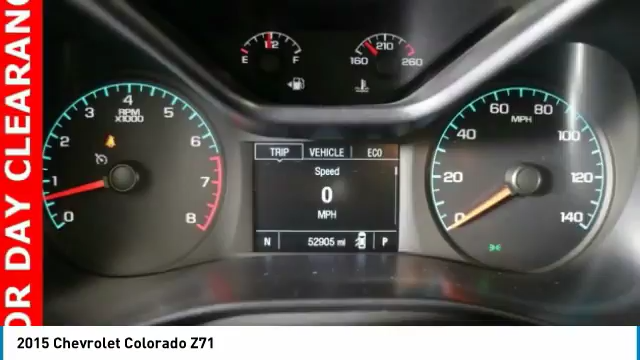 OR DAY CLEARANC
E 1/2 F
160 210 260
0 1 2 3 4 5 6 7 8
RPM
X1000
TRIP VEHICLE ECO
Speed
0
MPH
N 52905 mi P
0 20 40 60 80 100 120 140
MPH
2015 Chevrolet Colorado Z71